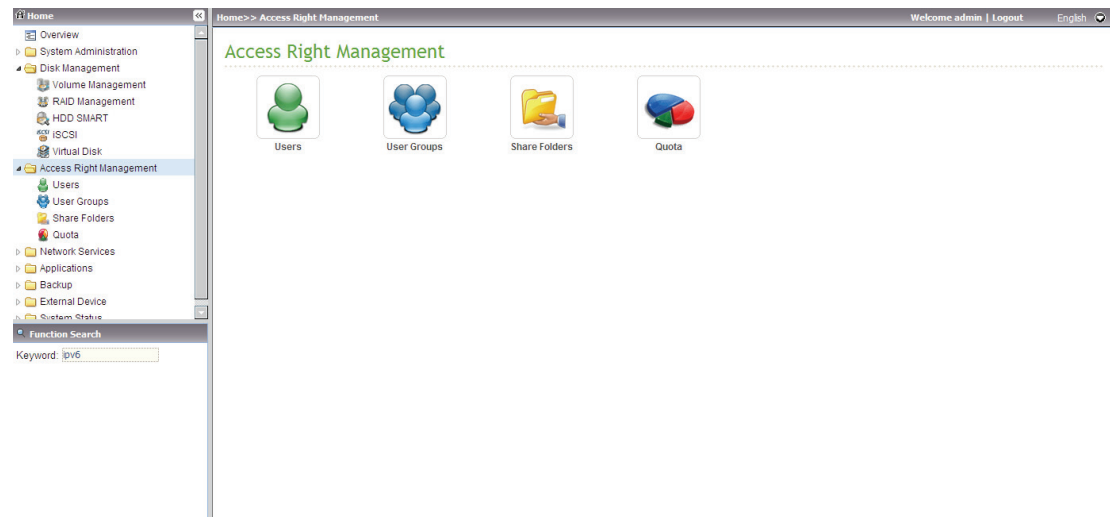 Home
Home>> Access Right Management
Welcome admin | Logout
English
Overview
System Administration
Disk Management
Volume Management
RAID Management
HDD SMART
iSCSI
Virtual Disk
Access Right Management
Users
User Groups
Share Folders
Quota
Network Services
Applications
Backup
External Device
System Status
Function Search
Keyword: ipv6
Access Right Management
Users
User Groups
Share Folders
Quota